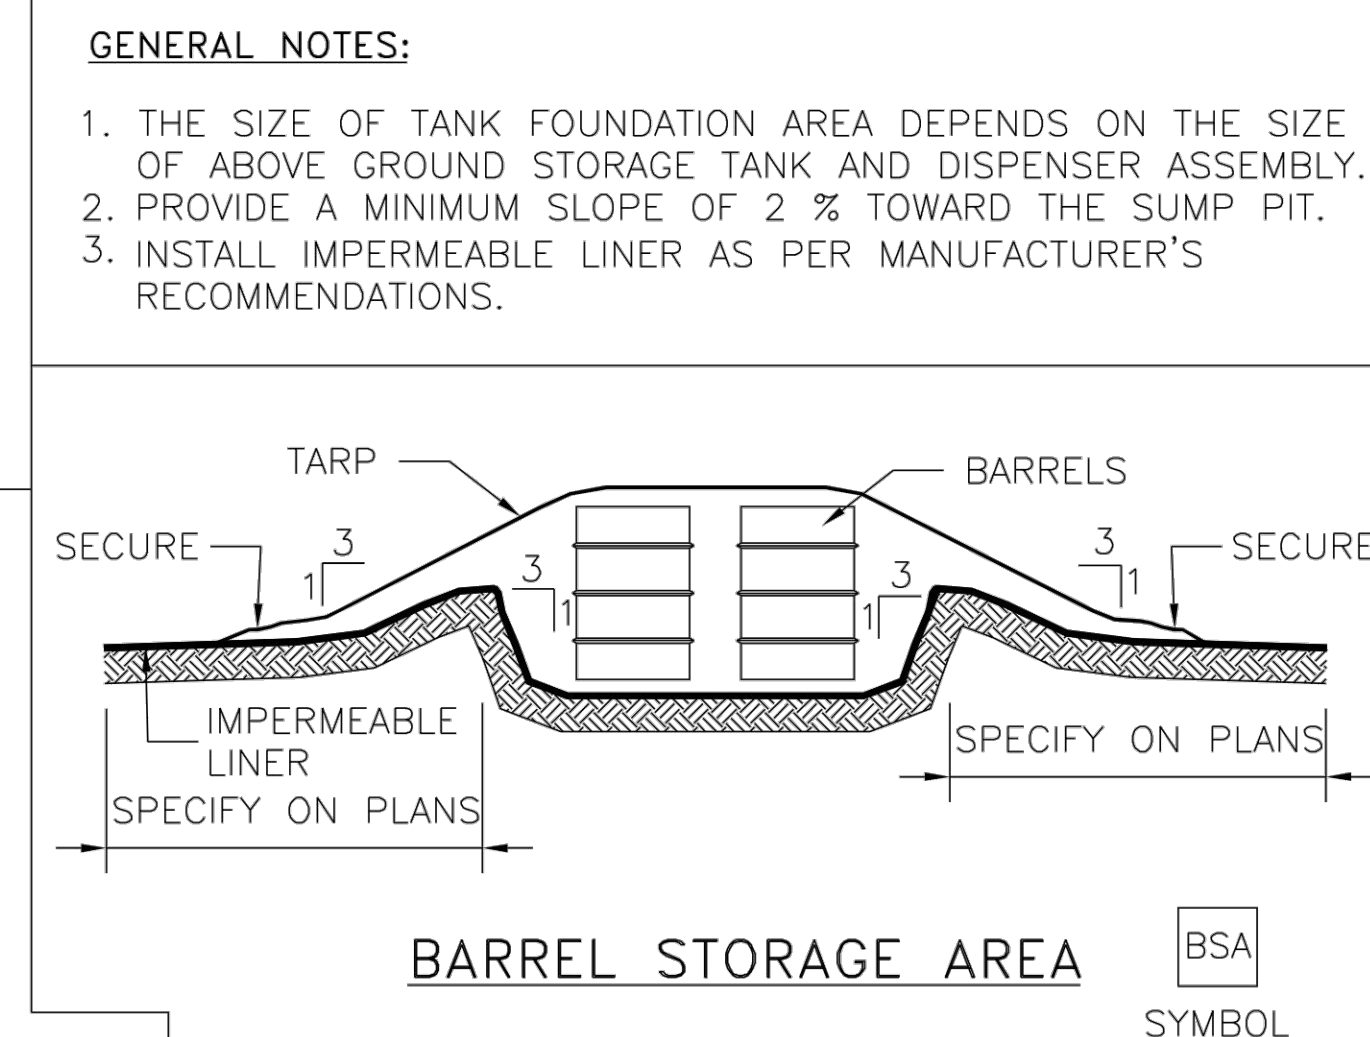 GENERAL NOTES:
1. THE SIZE OF TANK FOUNDATION AREA DEPENDS ON THE SIZE
OF ABOVE GROUND STORAGE TANK AND DISPENSER ASSEMBLY.
2. PROVIDE A MINIMUM SLOPE OF 2 % TOWARD THE SUMP PIT.
3. INSTALL IMPERMEABLE LINER AS PER MANUFACTURER'S
RECOMMENDATIONS.
TARP
BARRELS
SECURE
3
1
3
1
3
1
3
1
SECURE
IMPERMEABLE
LINER
SPECIFY ON PLANS
SPECIFY ON PLANS
BARREL STORAGE AREA
BSA
SYMBOL